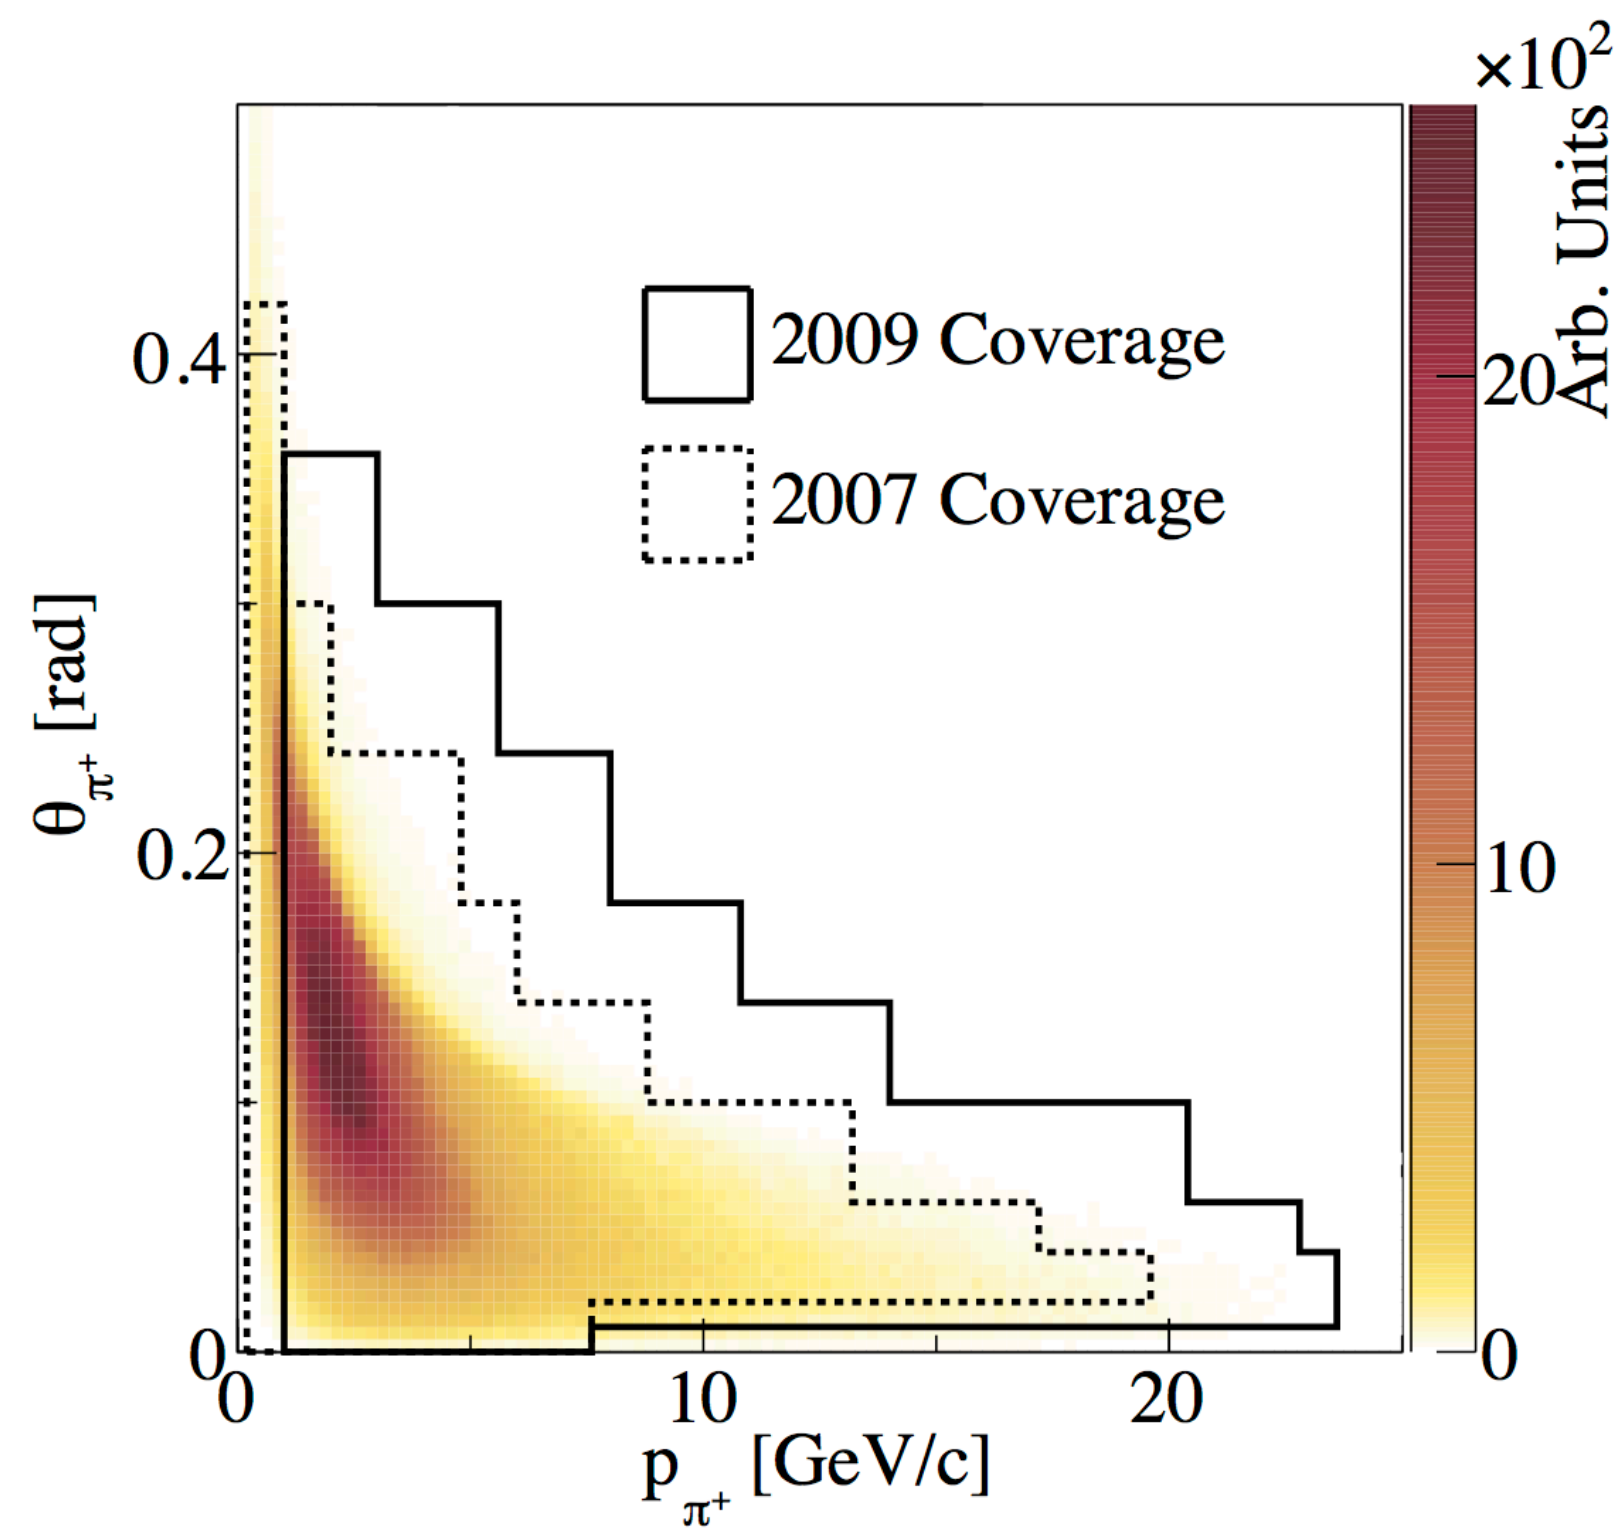 ×10²
Arb. Units
2009 Coverage
2007 Coverage
θπ⁺ [rad]
0.4
0.2
0
0
10
20
pπ⁺ [GeV/c]
20
10
0